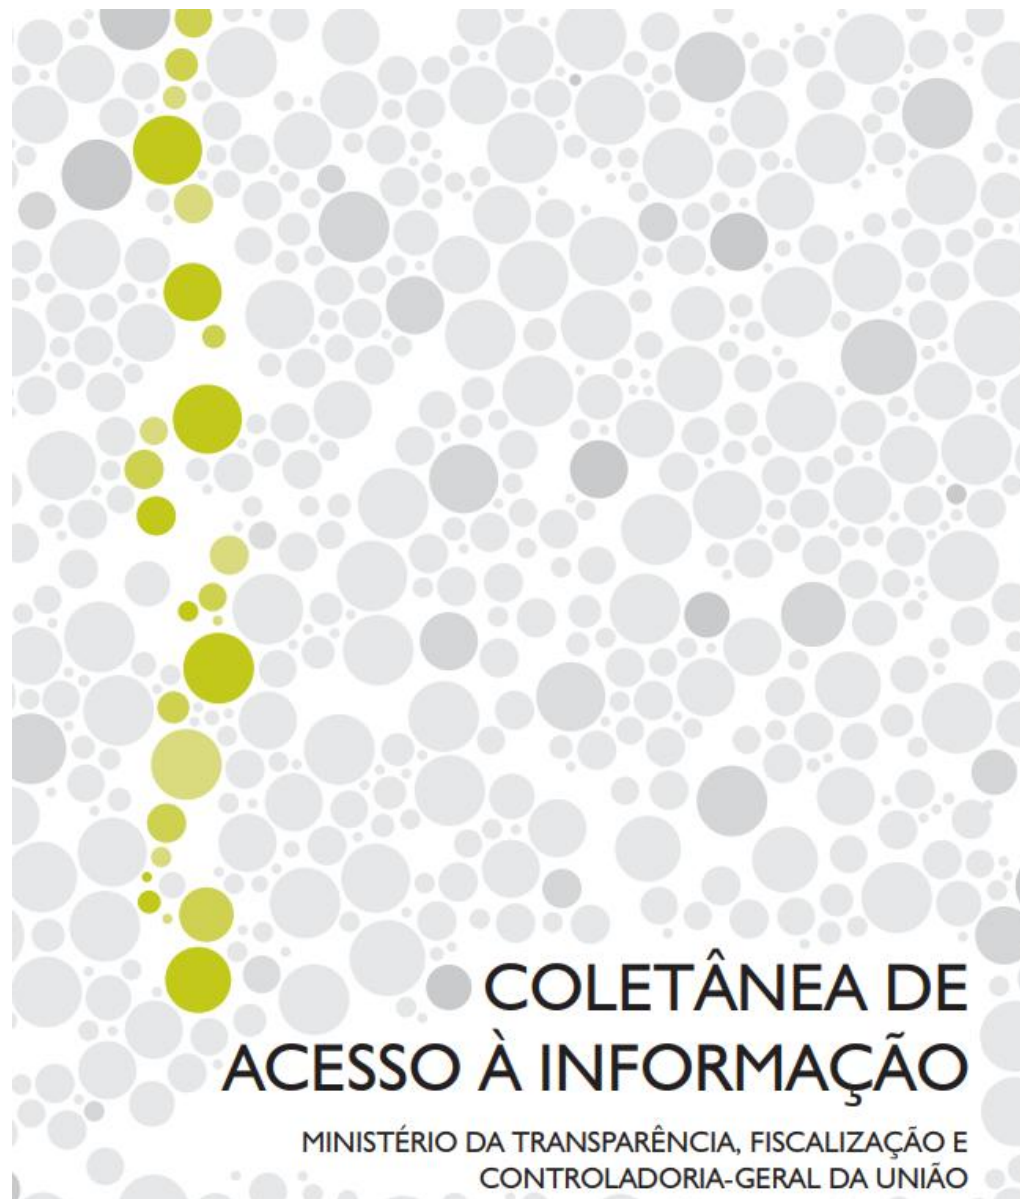 COLETÂNEA DE
ACESSO À INFORMAÇÃO
MINISTÉRIO DA TRANSPARÊNCIA, FISCALIZAÇÃO E
CONTROLADORIA-GERAL DA UNIÃO